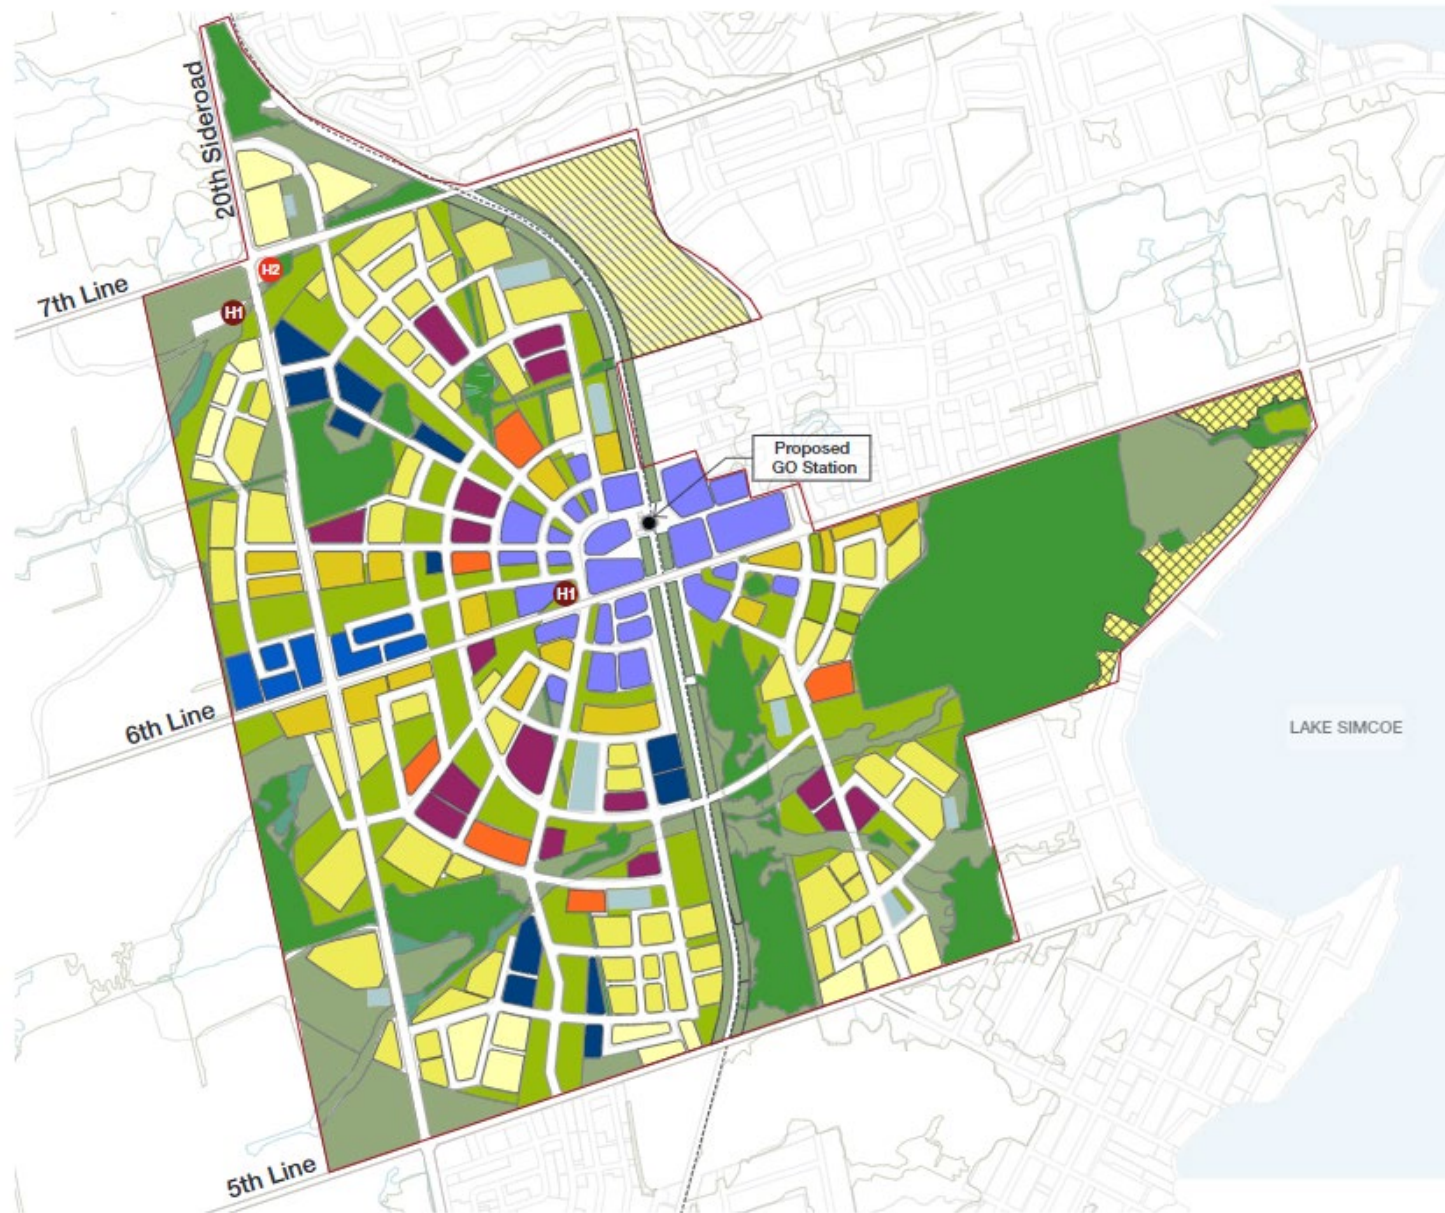 20th Sideroad
7th Line
H2
H1
Proposed
GO Station
H1
6th Line
LAKE SIMCOE
5th Line